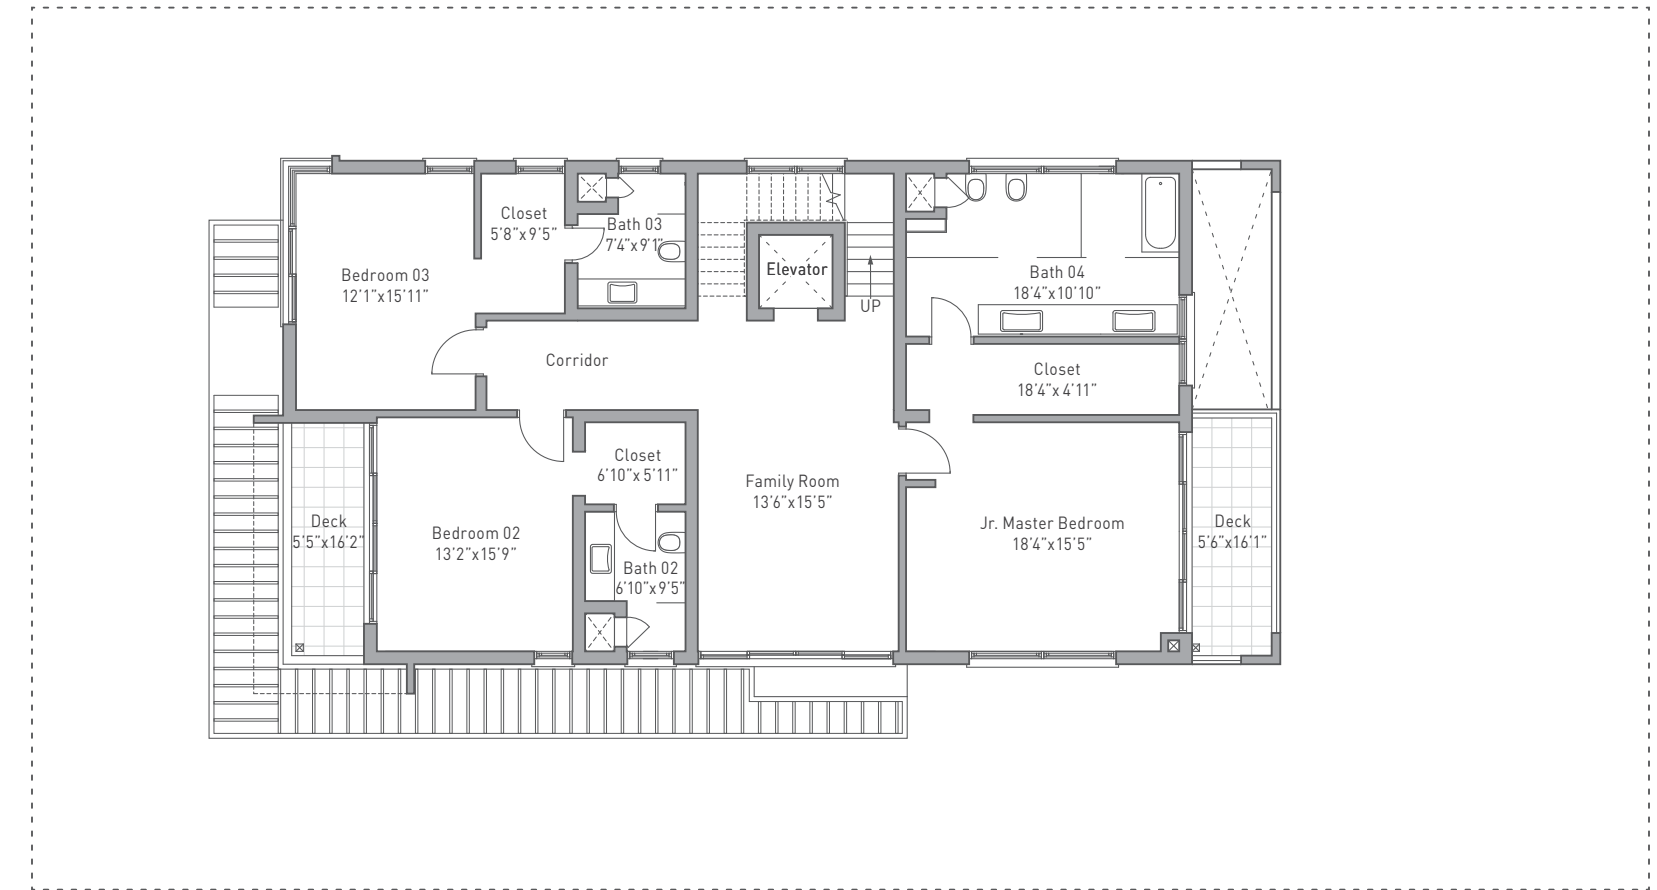 Closet
5'8"x9'5"
Bath 03
7'4"x9'1"
Bedroom 03
12'1"x15'11"
Elevator
UP
Bath 04
18'4"x10'10"
Corridor
Closet
18'4"x 4'11"
Closet
6'10"x 5'11"
Family Room
13'6"x15'5"
Deck
5'5"x16'2"
Bedroom 02
13'2"x15'9"
Bath 02
6'10"x9'5"
Jr. Master Bedroom
18'4"x15'5"
Deck
5'6"x16'1"